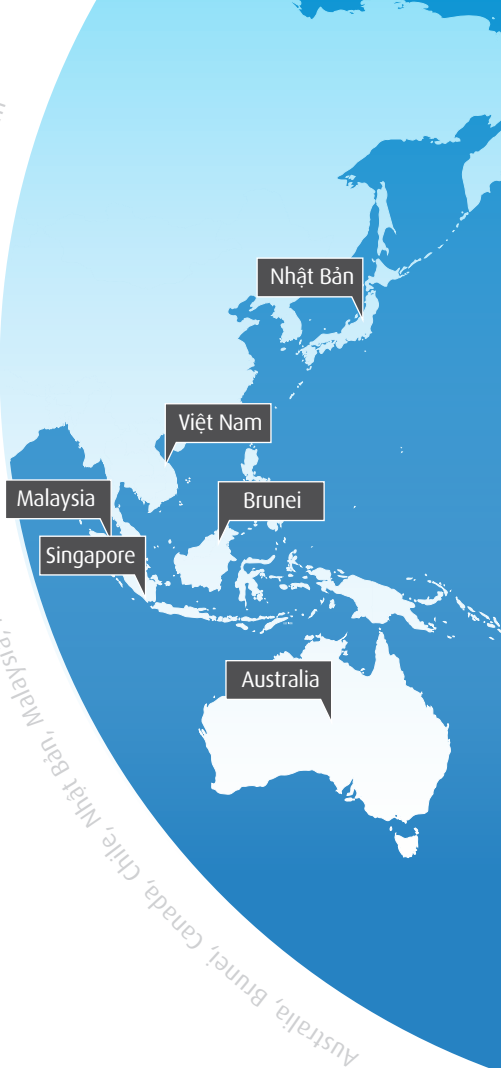 Nhật Bản
Việt Nam
Malaysia
Brunei
Singapore
Australia
Australia, Brunei, Canada, Chile, Nhật Bản, Malaysia,